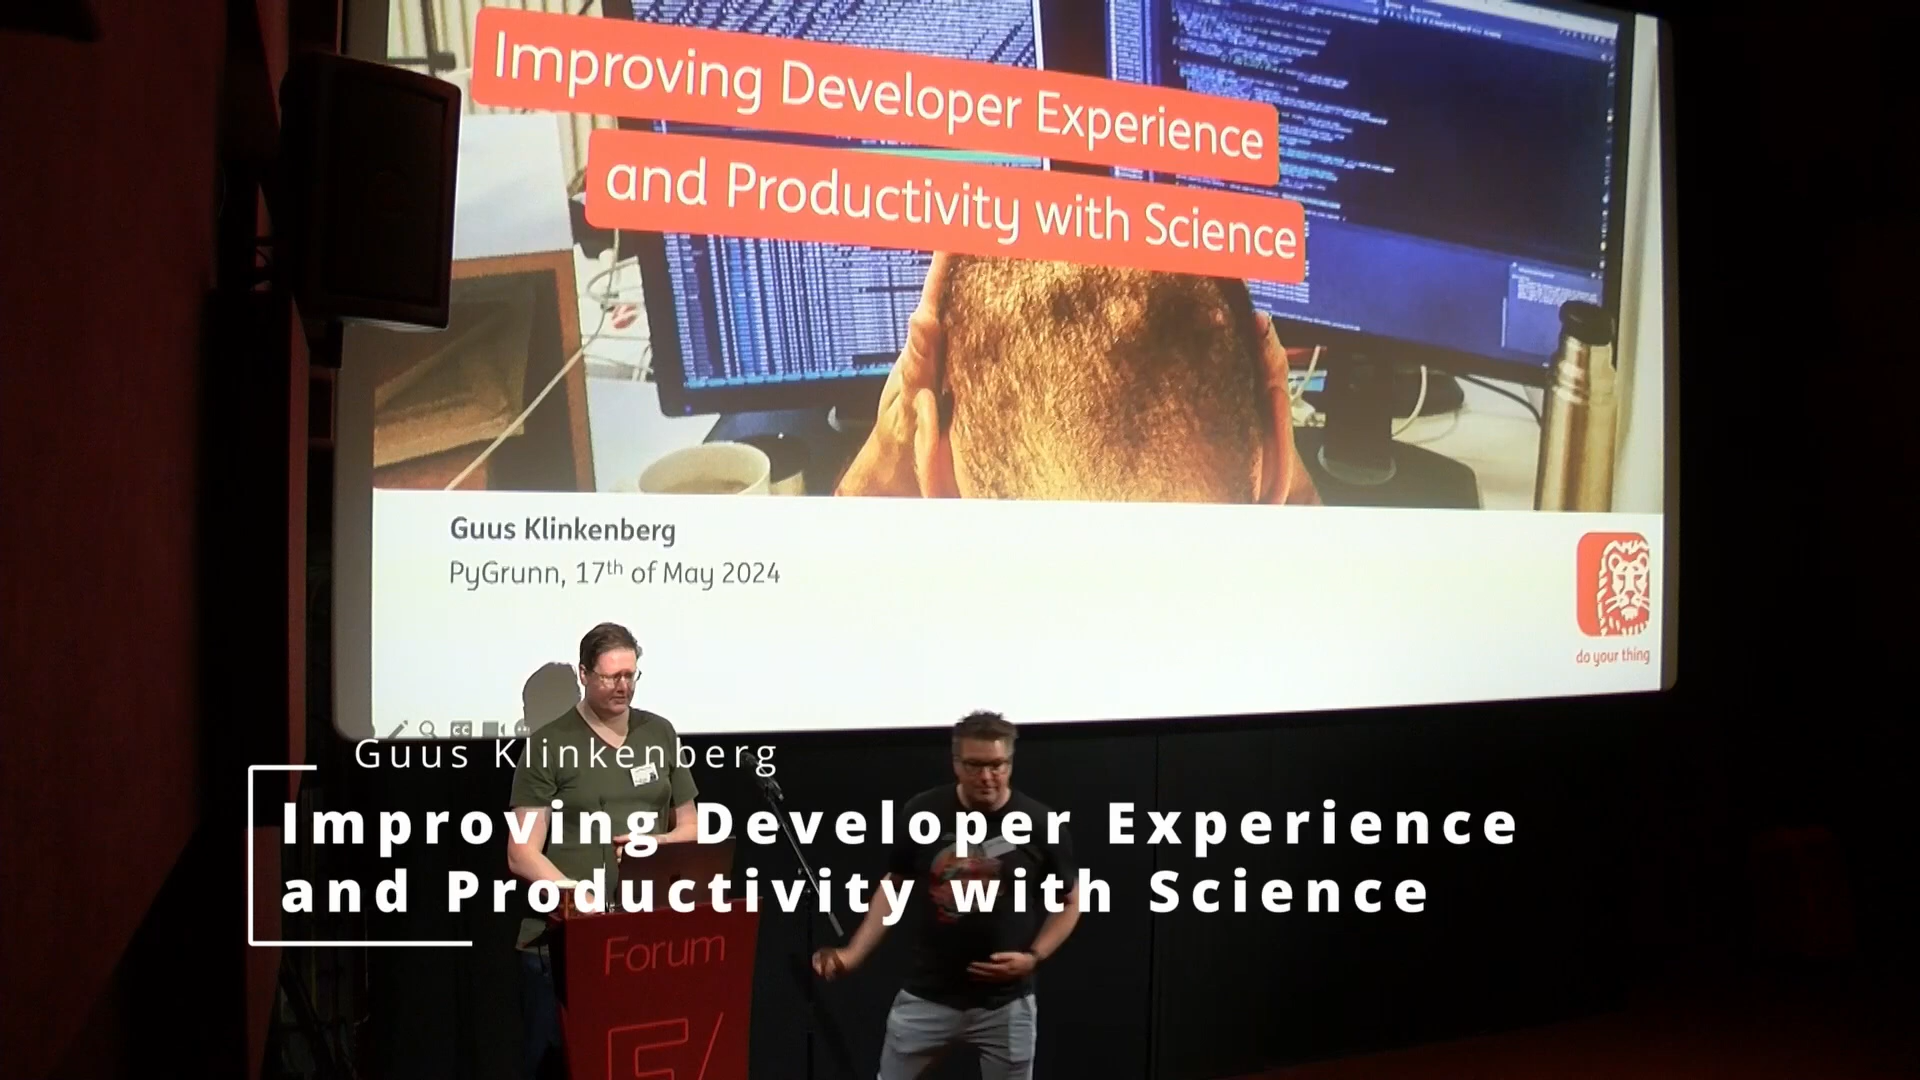 Improving Developer Experience
and Productivity with Science
Guus Klinkenberg
PyGrunn, 17th of May 2024
do your thing
CC
Guus Klinkenberg
Improving Developer Experience
and Productivity with Science
Forum
F/